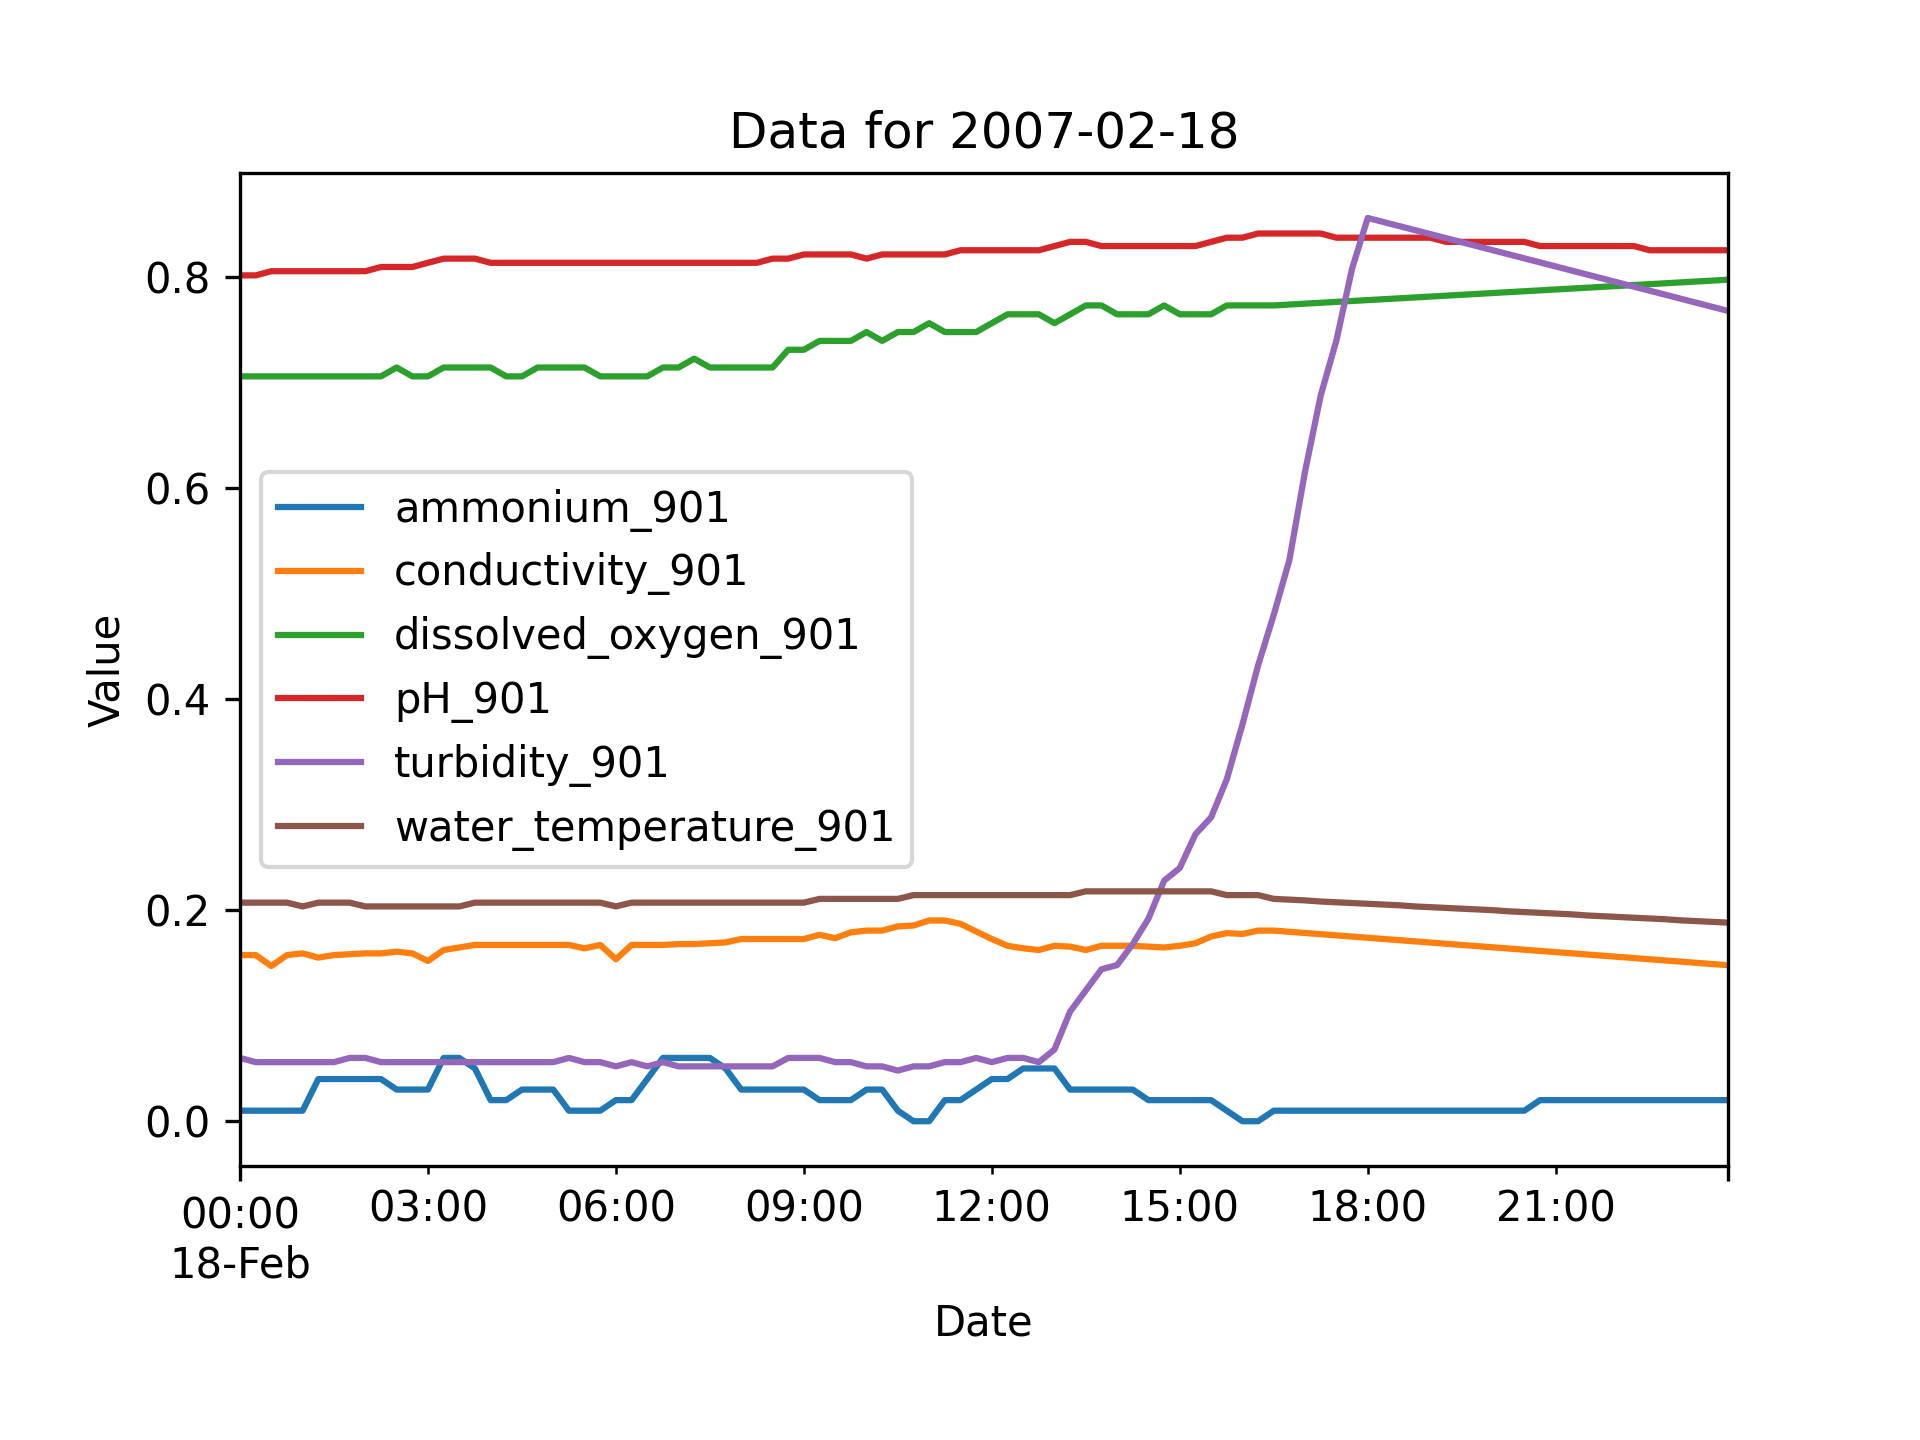 Data for 2007-02-18
Value
0.8
0.6
0.4
0.2
0.0
ammonium_901
conductivity_901
dissolved_oxygen_901
pH_901
turbidity_901
water_temperature_901
00:00 03:00 06:00 09:00 12:00 15:00 18:00 21:00
18-Feb
Date